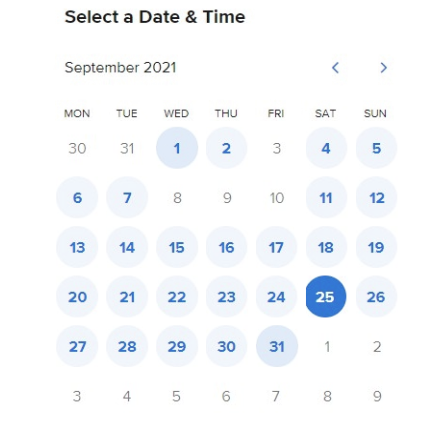 Select a Date & Time
September 2021
MON TUE WED THU FRI SAT SUN
30 31 1 2 3 4 5
6 7 8 9 10 11 12
13 14 15 16 17 18 19
20 21 22 23 24 25 26
27 28 29 30 31 1 2
3 4 5 6 7 8 9